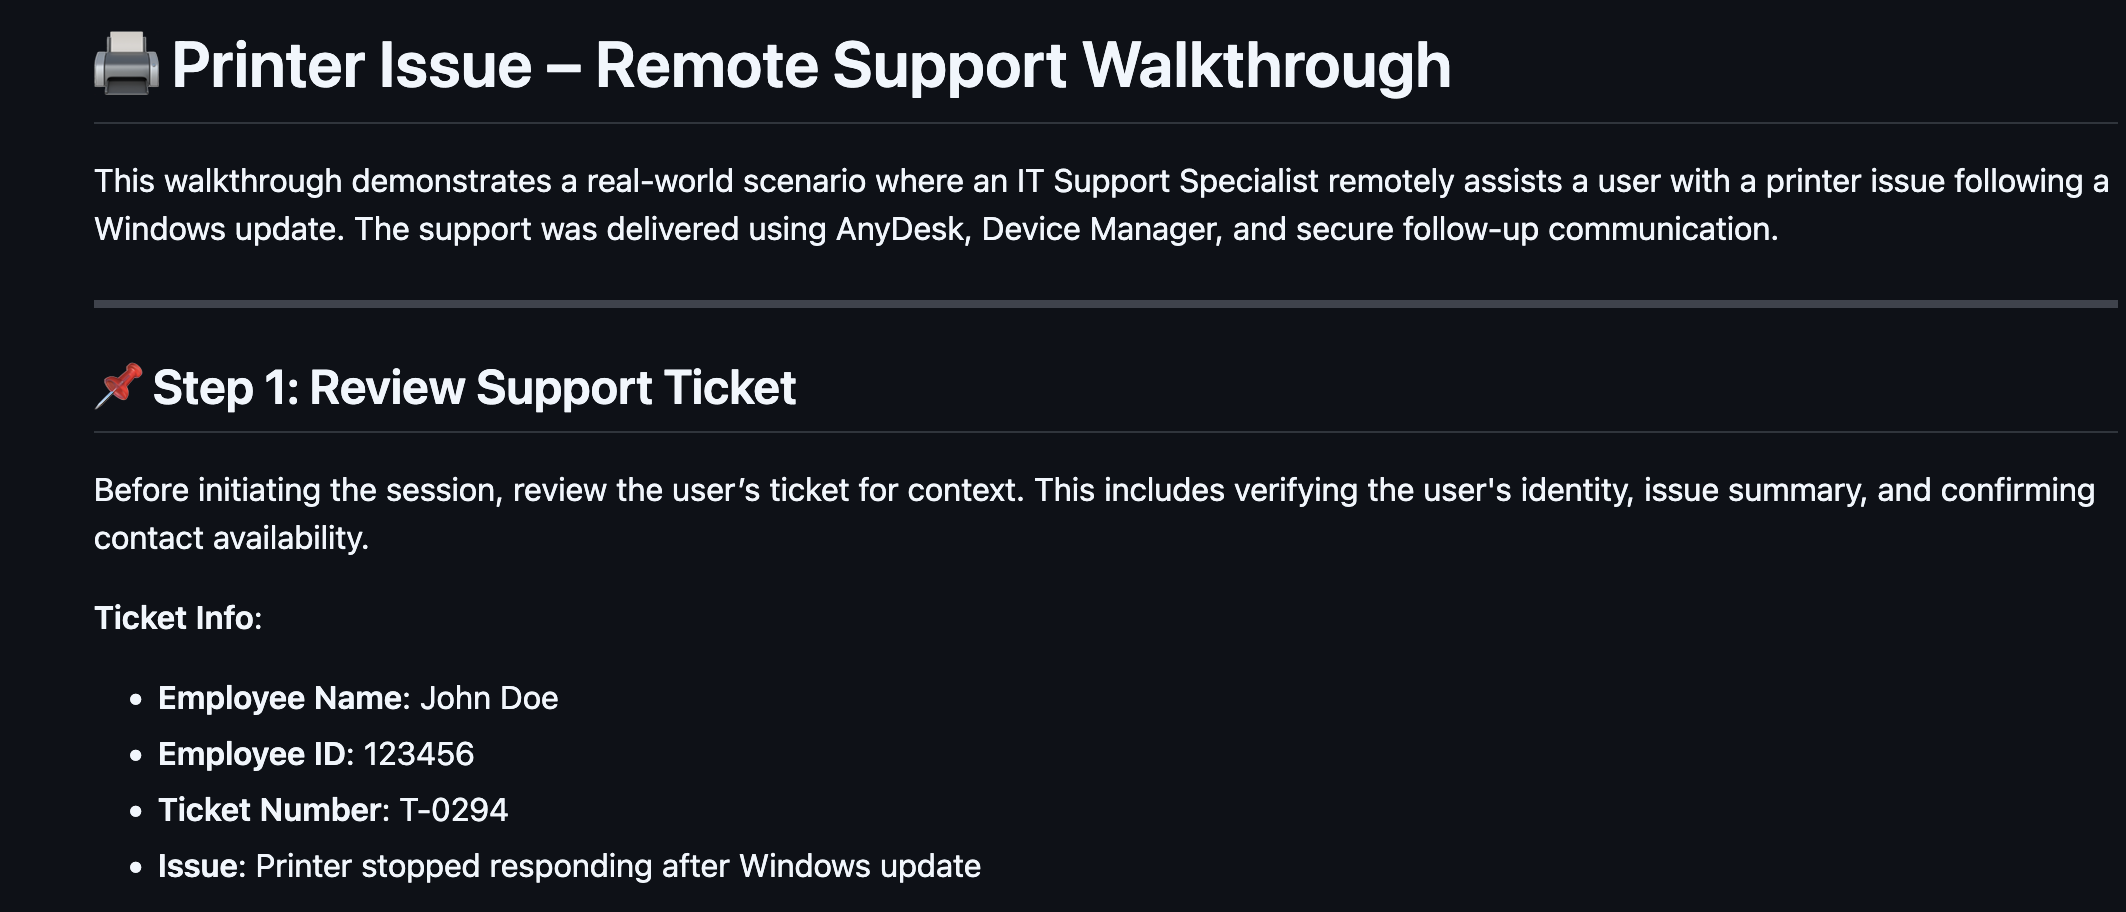 Printer Issue – Remote Support Walkthrough
This walkthrough demonstrates a real-world scenario where an IT Support Specialist remotely assists a user with a printer issue following a
Windows update. The support was delivered using AnyDesk, Device Manager, and secure follow-up communication.
Step 1: Review Support Ticket
Before initiating the session, review the user’s ticket for context. This includes verifying the user's identity, issue summary, and confirming
contact availability.
Ticket Info:
• Employee Name: John Doe
• Employee ID: 123456
• Ticket Number: T-0294
• Issue: Printer stopped responding after Windows update